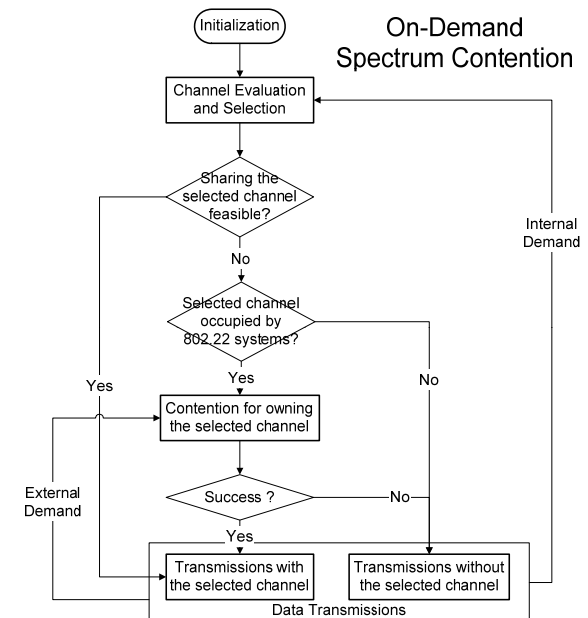 On-Demand
Spectrum Contention
Initialization
Channel Evaluation
and Selection
Sharing the
selected channel
feasible?
Internal
Demand
No
Selected channel
occupied by
802.22 systems?
Yes
Yes
No
Contention for owning
the selected channel
External
Demand
Success ?
No
Yes
Transmissions with
the selected channel
Transmissions without
the selected channel
Data Transmissions